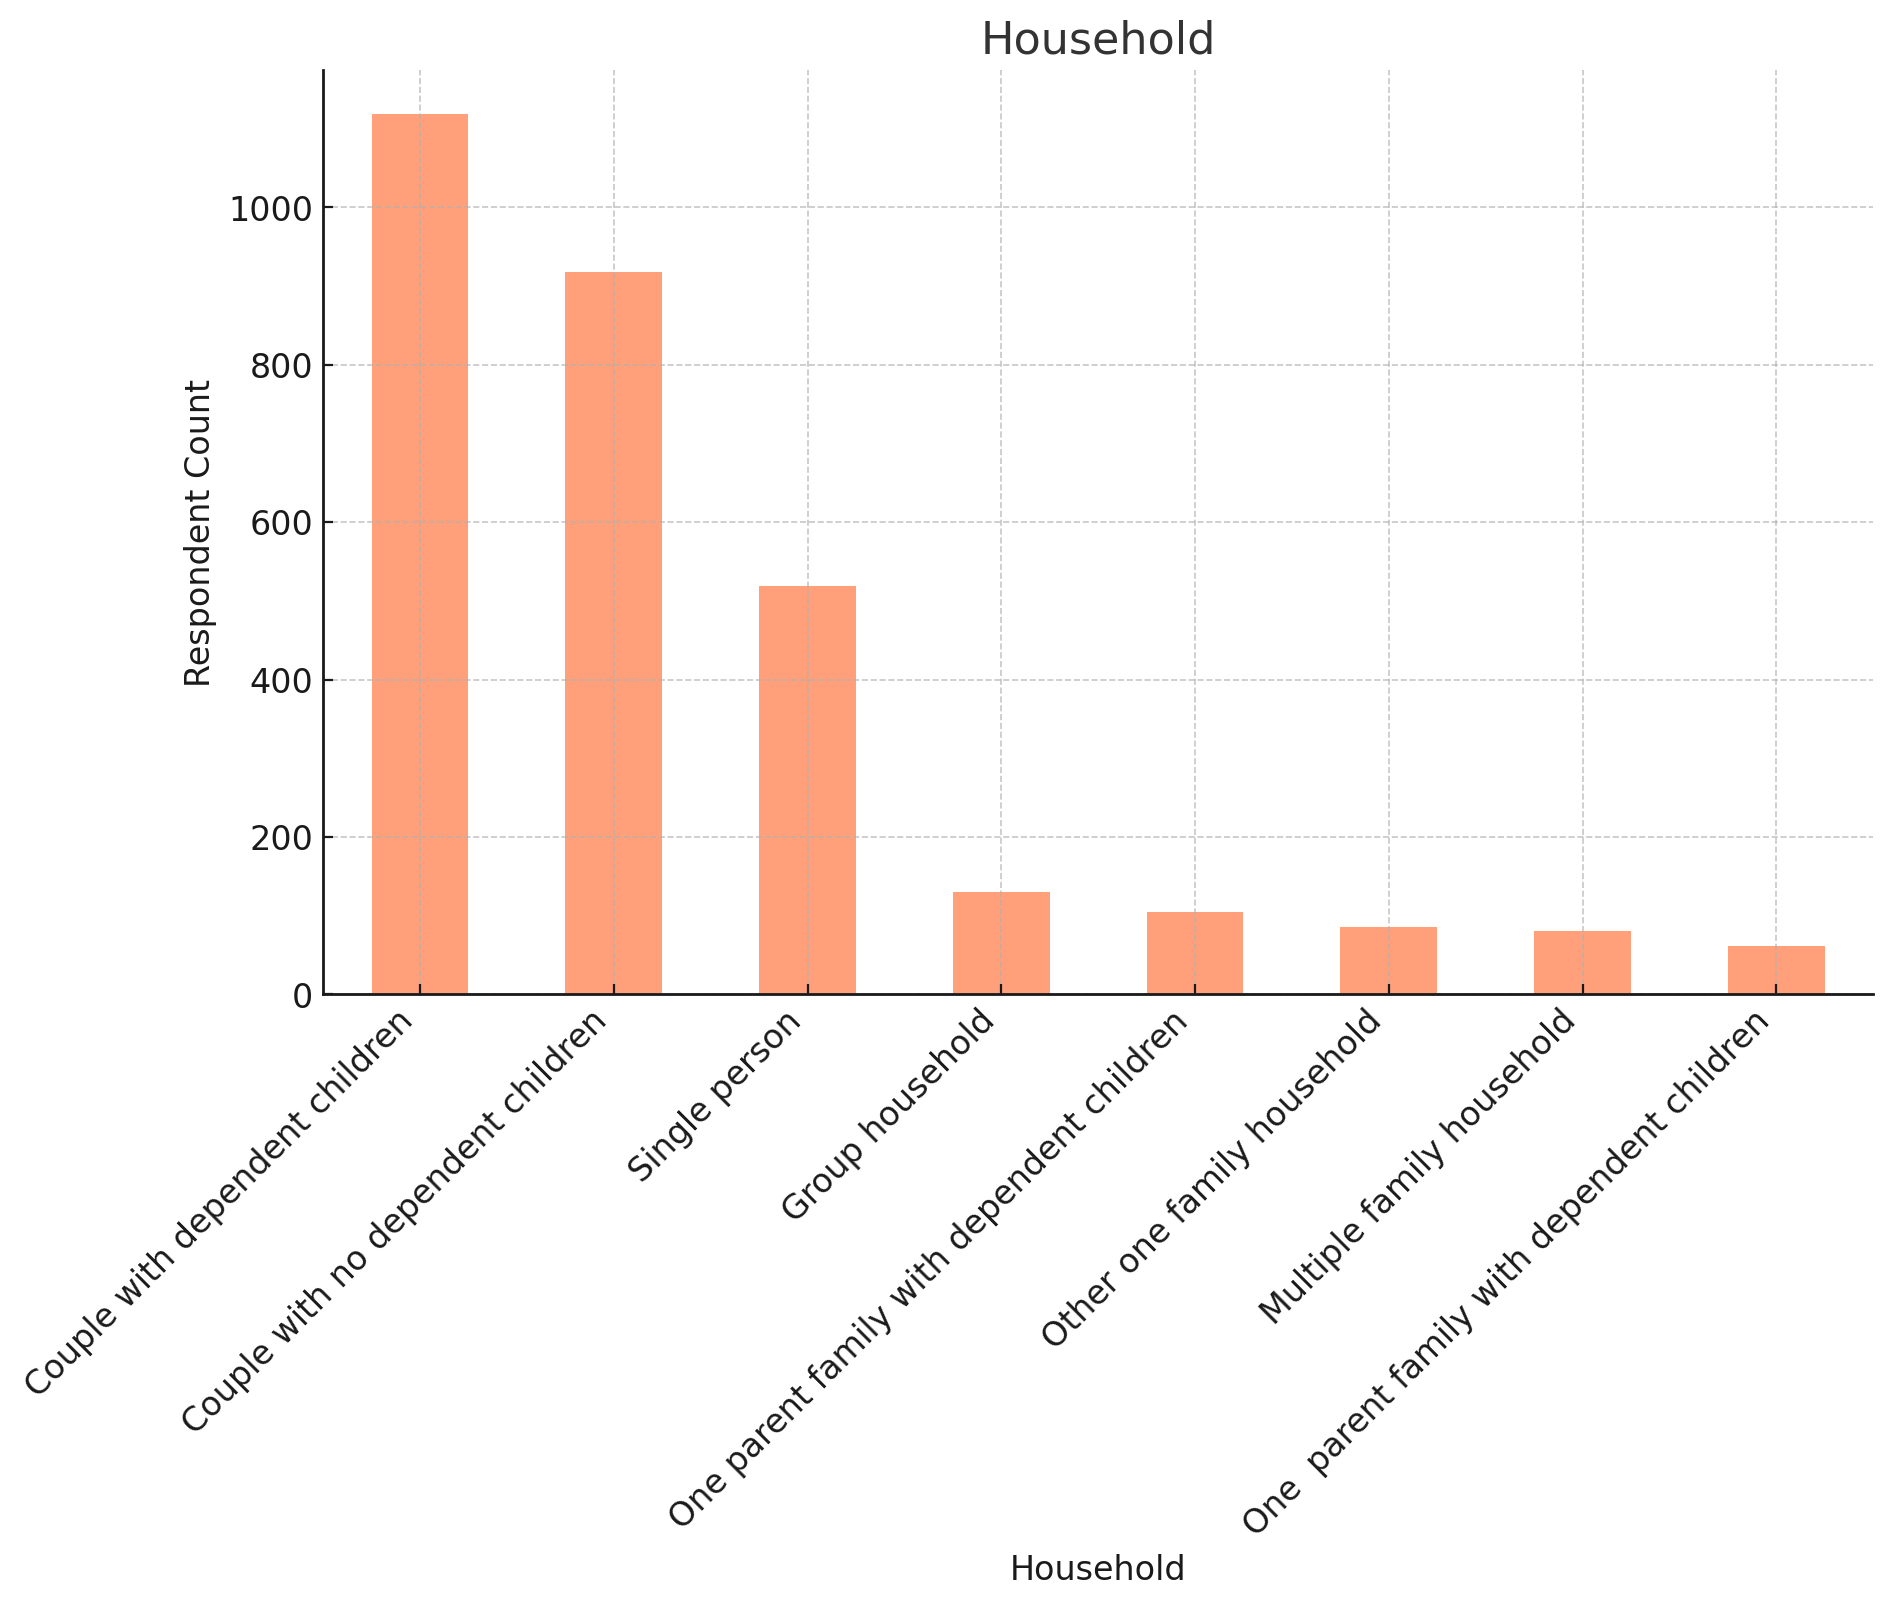 Household
1000
800
600
400
200
0
Respondent Count
Couple with dependent children
Couple with no dependent children
Single person
Group household
One parent family with dependent children
Other one family household
Multiple family household
One  parent family with dependent children
Household